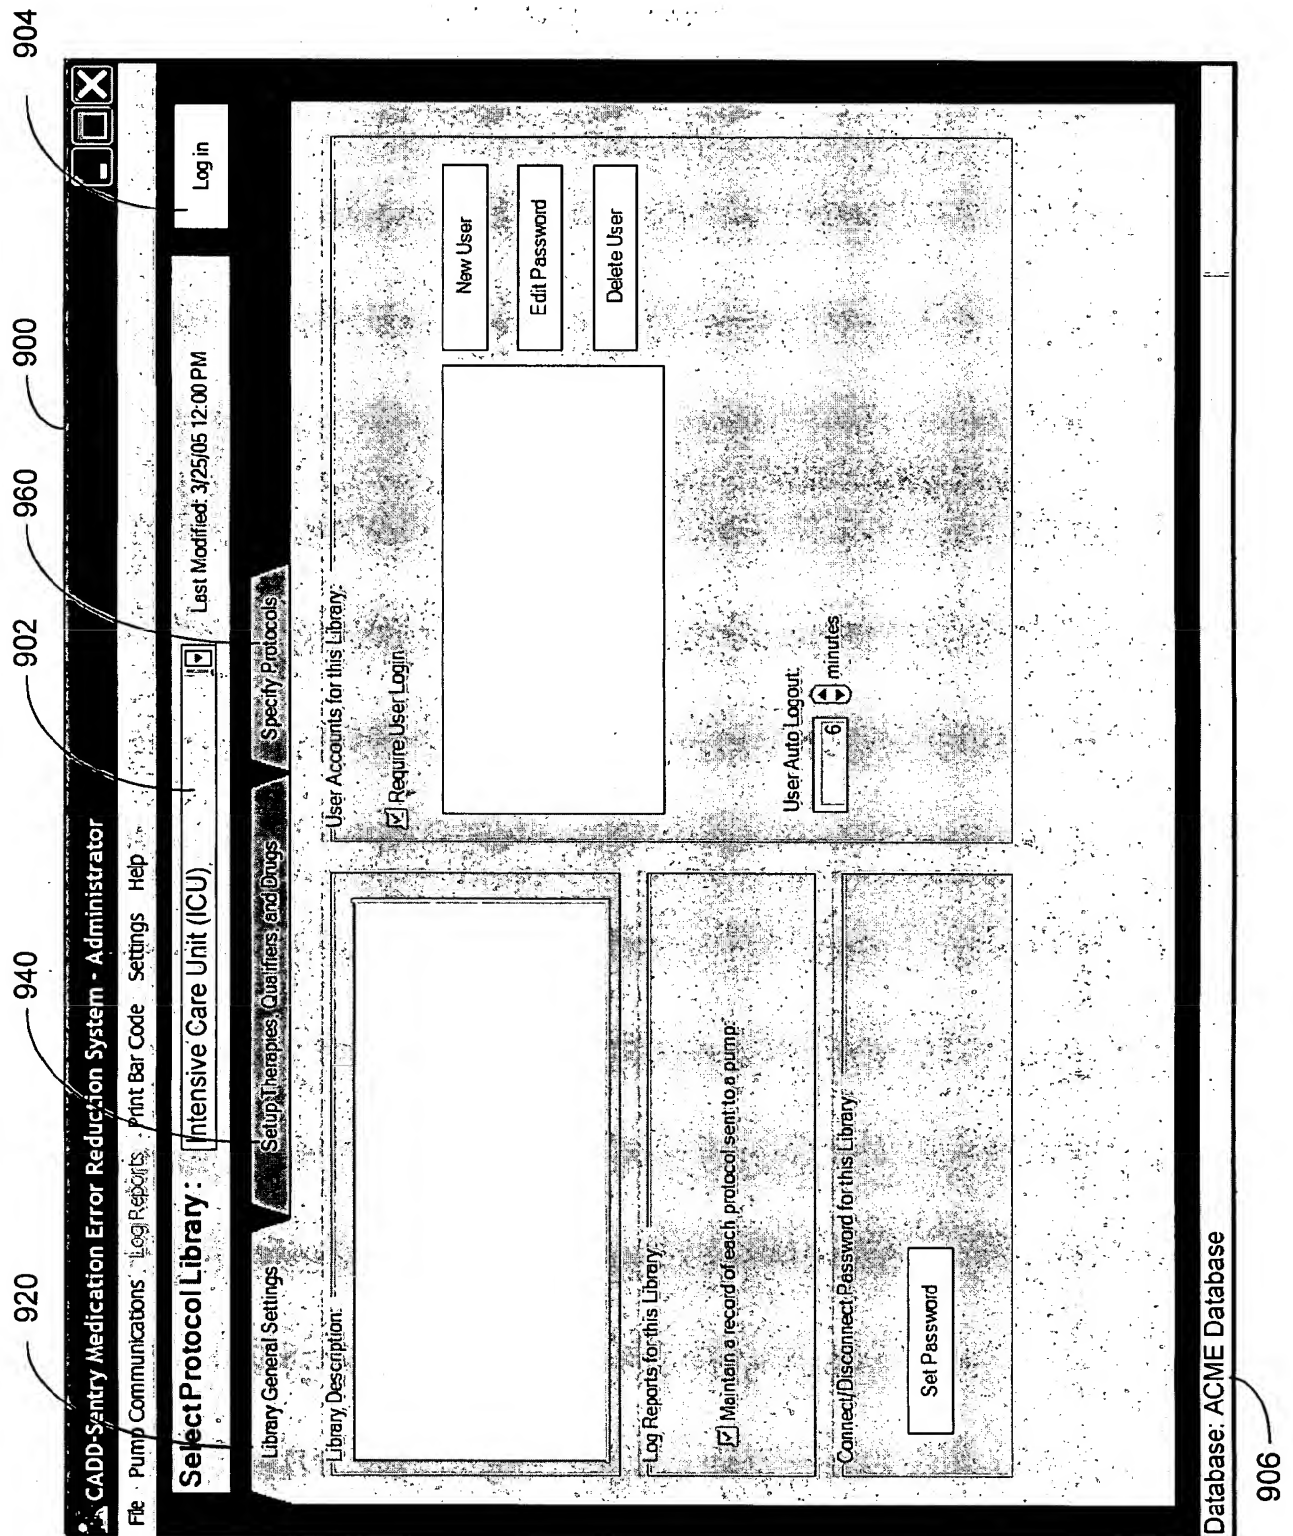 920
940
902
960
900
904
CADD-Sentry Medication Error Reduction System - Administrator
File Pump Communications Log Reports Print Bar Code Settings Help
Select Protocol Library: Intensive Care Unit (ICU) Last Modified: 3/25/05 12:00 PM Log in
Library General Settings Setup Therapies, Qualifiers, and Drugs Specify Protocols
Library Description:
Log Reports for this Library:
Maintain a record of each protocol sent to a pump.
Connect/Disconnect Password for this Library:
Set Password
User Accounts for this Library:
Require User Login
New User
Edit Password
Delete User
User Auto Logout:
6 minutes
Database: ACME Database
906